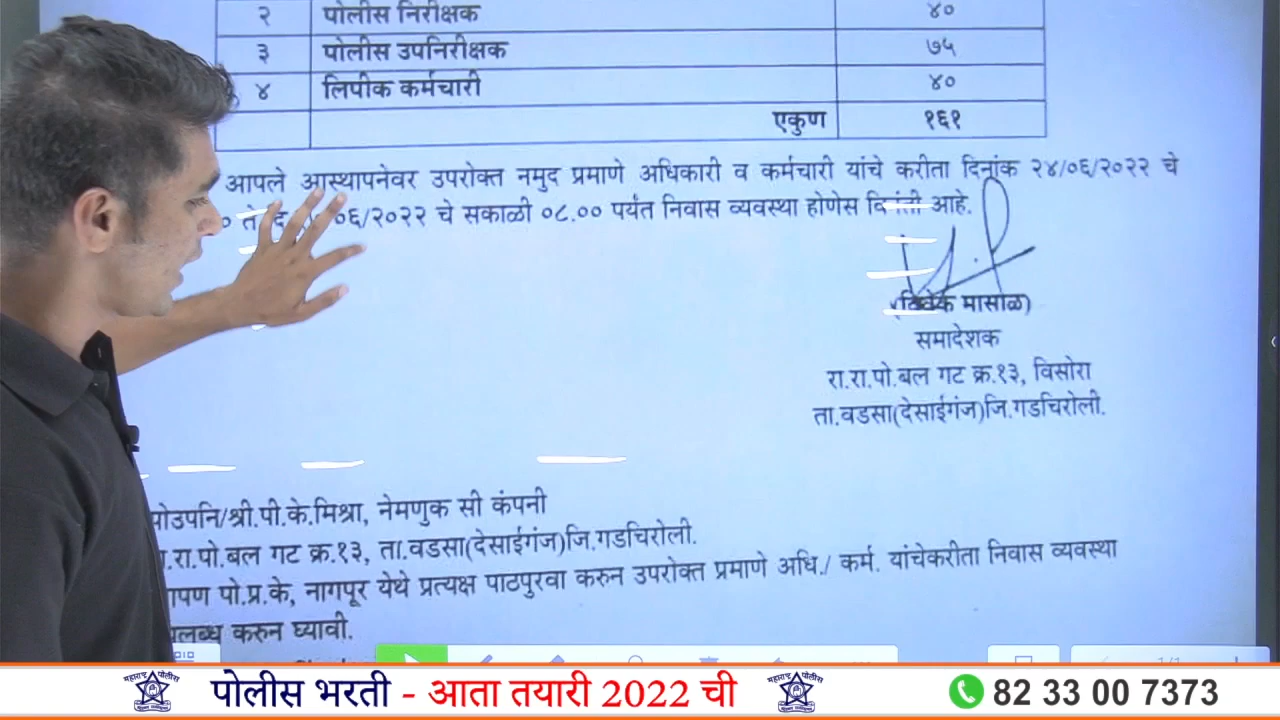 २ पोलीस निरीक्षक ४०
३ पोलीस उपनिरीक्षक ७५
४ लिपीक कर्मचारी ४०
एकुण १६१
आपले आस्थापनेवर उपरोक्त नमुद प्रमाणे अधिकारी व कर्मचारी यांचे करीता दिनांक २४/०६/२०२२ चे
०६/२०२२ चे सकाळी ०८.०० पर्यंत निवास व्यवस्था होणेस विनंती आहे.
(विवेक मासाळ)
समादेशक
रा.रा.पो.बल गट क्र.१३, विसोरा
ता.वडसा(देसाईगंज)जि.गडचिरोली.
पोउपनि/श्री.पी.के.मिश्रा, नेमणुक सी कंपनी
.रा.पो.बल गट क्र.१३, ता.वडसा(देसाईगंज)जि.गडचिरोली.
पो.प्र.के, नागपूर येथे प्रत्यक्ष पाठपुरवा करुन उपरोक्त प्रमाणे अधि./ कर्म. यांचेकरीता निवास व्यवस्था
करुन घ्यावी.
महाराष्ट्र पोलीस
पोलीस भरती - आता तयारी 2022 ची
महाराष्ट्र पोलीस
82 33 00 7373